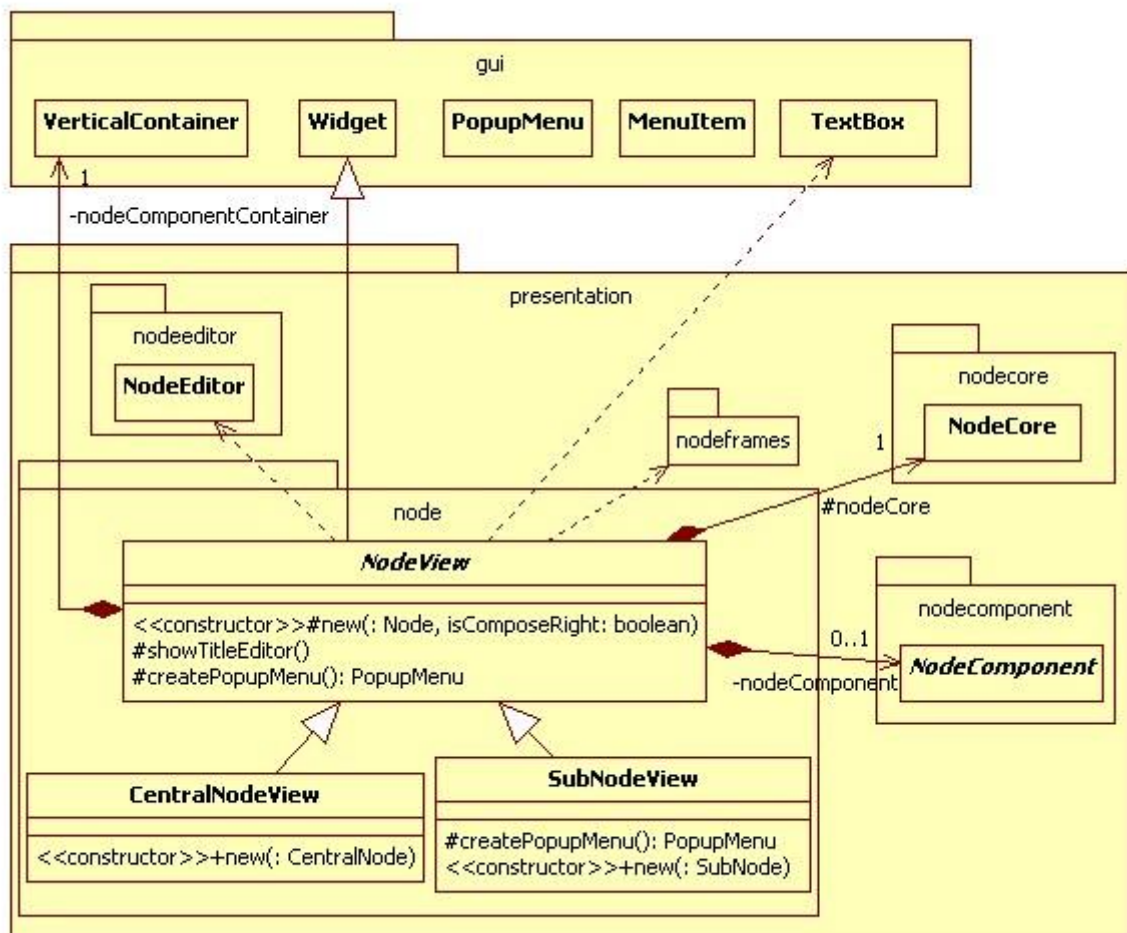 gui
VerticalContainer
Widget
PopupMenu
MenuItem
TextBox
1
-nodeComponentContainer
presentation
nodeeditor
NodeEditor
nodeframes
nodecore
NodeCore
1
#nodeCore
node
NodeView
<<constructor>>#new(: Node, isComposeRight: boolean)
#showTitleEditor()
#createPopupMenu(): PopupMenu
nodecomponent
NodeComponent
0..1
-nodeComponent
CentralNodeView
<<constructor>>+new(: CentralNode)
SubNodeView
#createPopupMenu(): PopupMenu
<<constructor>>+new(: SubNode)